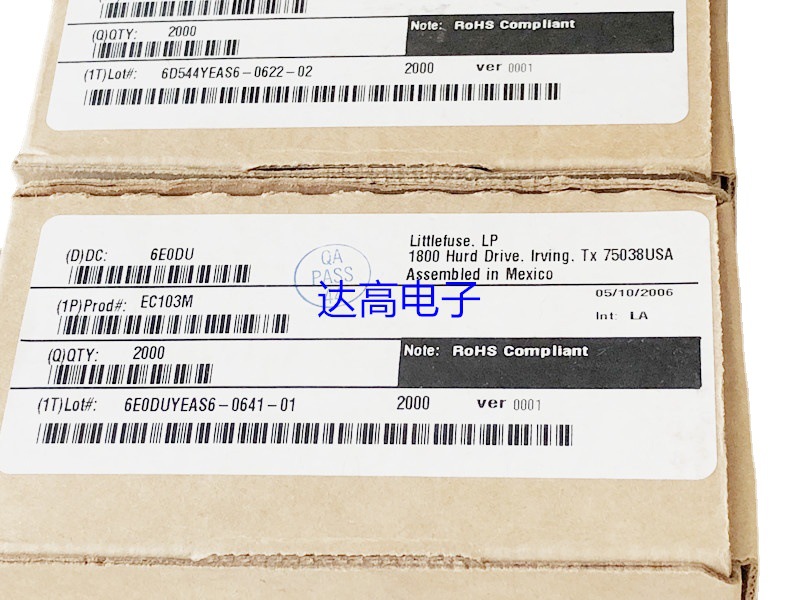 (Q)QTY: 2000
Note: RoHS Compliant
(1T)Lot#: 6D544YEAS6-0622-02 2000 ver 0001
(D)DC: 6E0DU
QA
PASS
Littlefuse, LP
1800 Hurd Drive, Irving, Tx 75038USA
Assembled in Mexico
达高电子
(1P)Prod#: EC103M
05/10/2006
Int: LA
(Q)QTY: 2000
Note: RoHS Compliant
(1T)Lot#: 6E0DUYEAS6-0641-01 2000 ver 0001